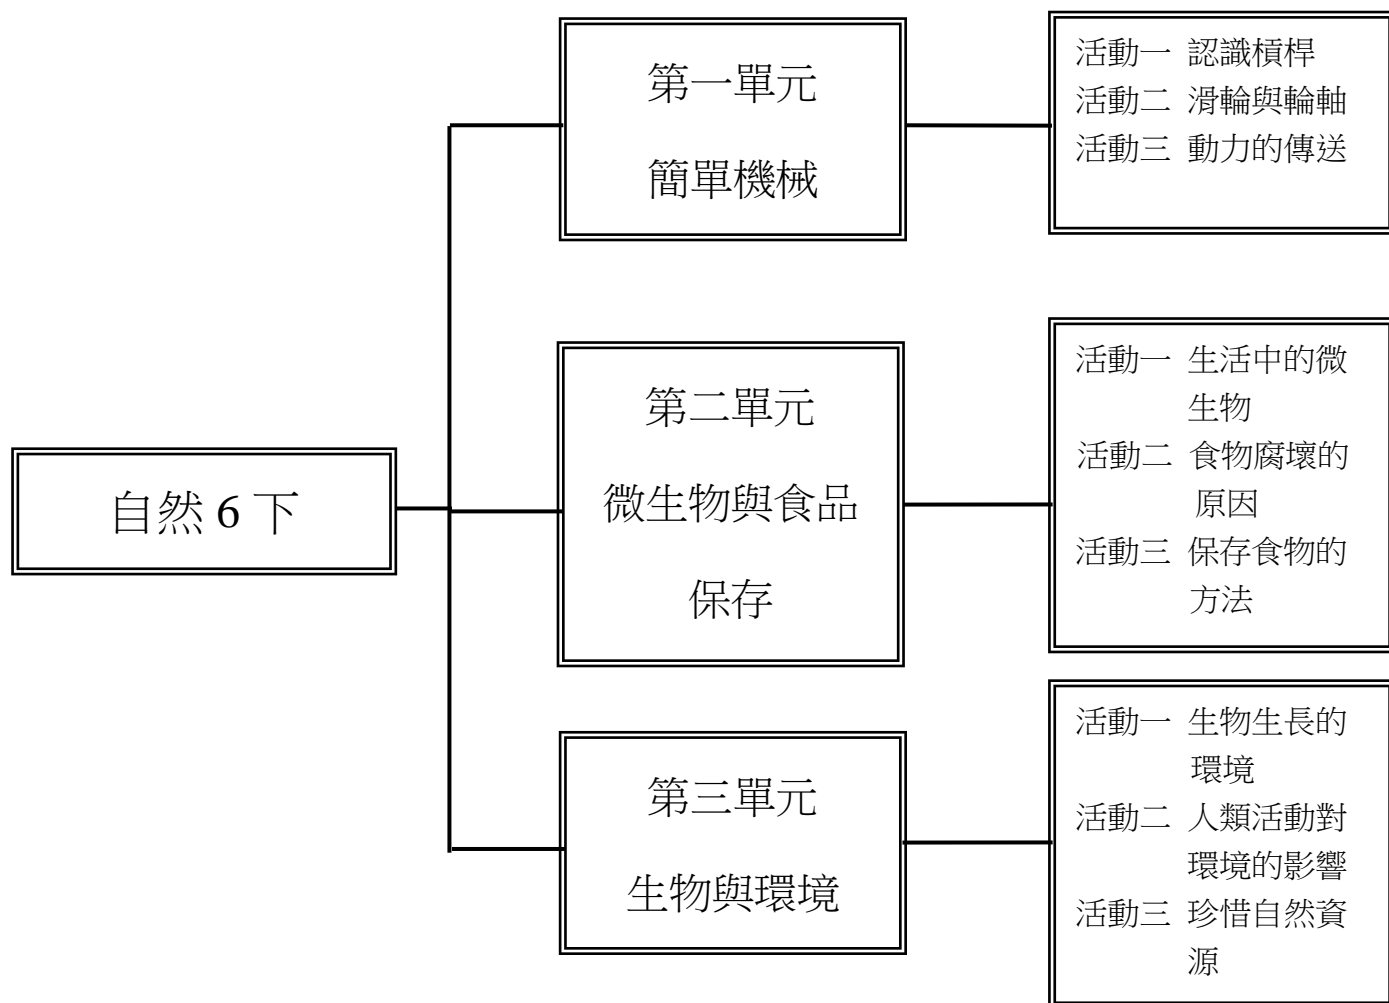 自然 6 下
第一單元
簡單機械
活動一 認識槓桿
活動二 滑輪與輪軸
活動三 動力的傳送
第二單元
微生物與食品
保存
活動一 生活中的微
生物
活動二 食物腐壞的
原因
活動三 保存食物的
方法
第三單元
生物與環境
活動一 生物生長的
環境
活動二 人類活動對
環境的影響
活動三 珍惜自然資
源